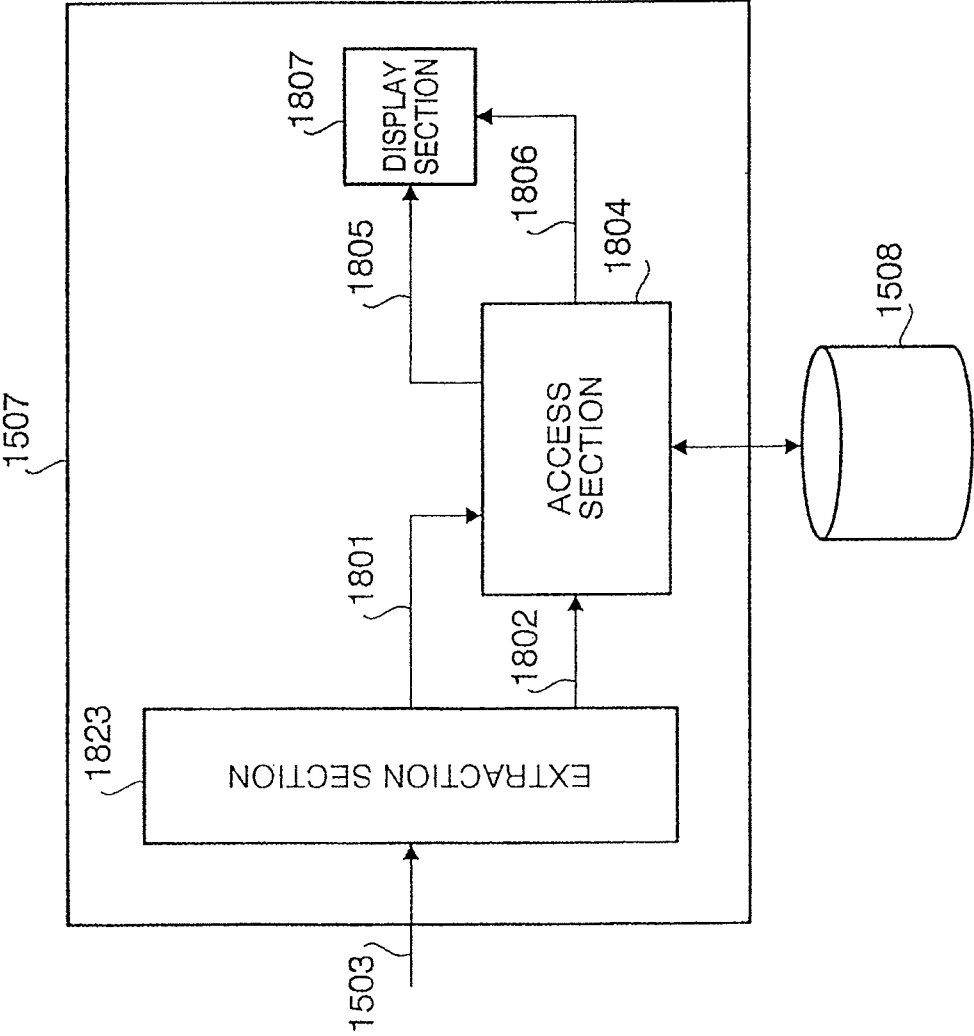 1507
1807
DISPLAY
SECTION
1805
1806
1804
1801
ACCESS
SECTION
1508
1802
1823
EXTRACTION SECTION
1503